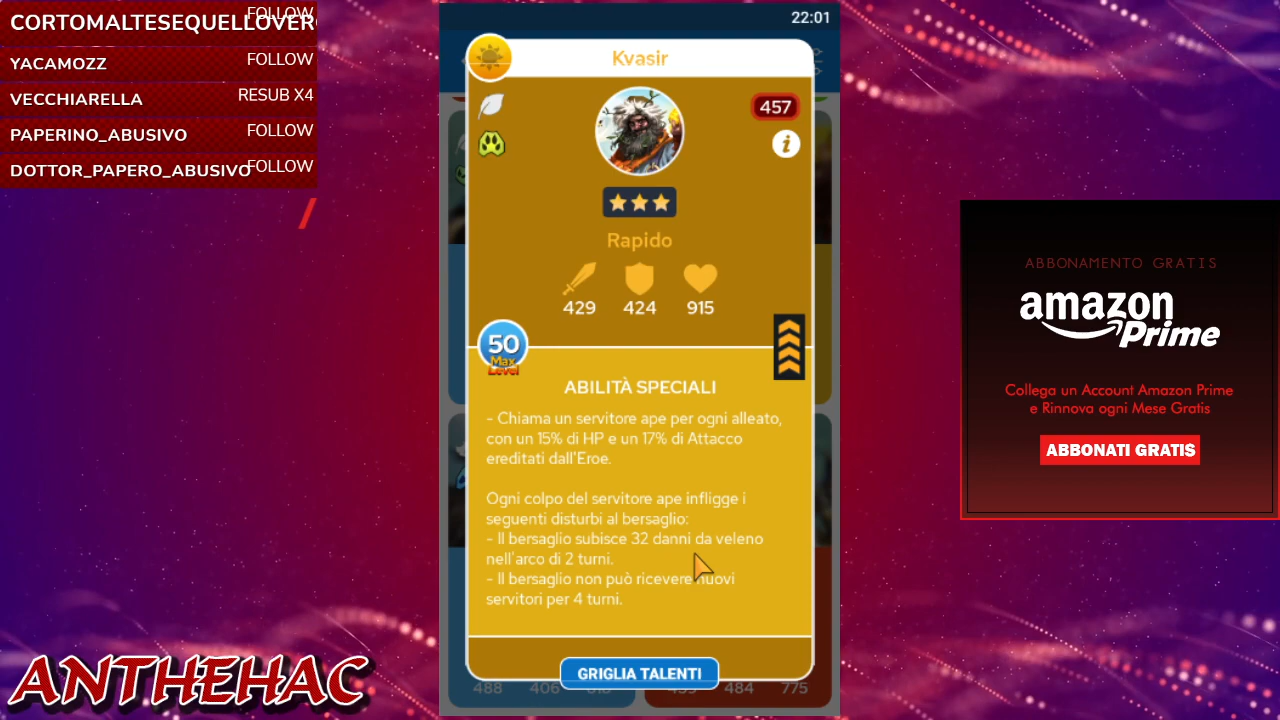 CORTOMALTESEQUELLOVER
FOLLOW
YACAMOZZ
FOLLOW
VECCHIARELLA
RESUB X4
PAPERINO_ABUSIVO
FOLLOW
DOTTOR_PAPERO_ABUSIVO
FOLLOW
22:01
Kvasir
457
i
Rapido
429 424 915
50
Max
Level
ABILITÀ SPECIALI
- Chiama un servitore ape per ogni alleato,
con un 15% di HP e un 17% di Attacco
ereditati dall'Eroe.
Ogni colpo del servitore ape infligge i
seguenti disturbi al bersaglio:
- Il bersaglio subisce 32 danni da veleno
nell'arco di 2 turni.
- Il bersaglio non può ricevere nuovi
servitori per 4 turni.
GRIGLIA TALENTI
488 406 484 775
ABBONAMENTO GRATIS
amazon
Prime
Collega un Account Amazon Prime
e Rinnova ogni Mese Gratis
ABBONATI GRATIS
ANTHEHAC